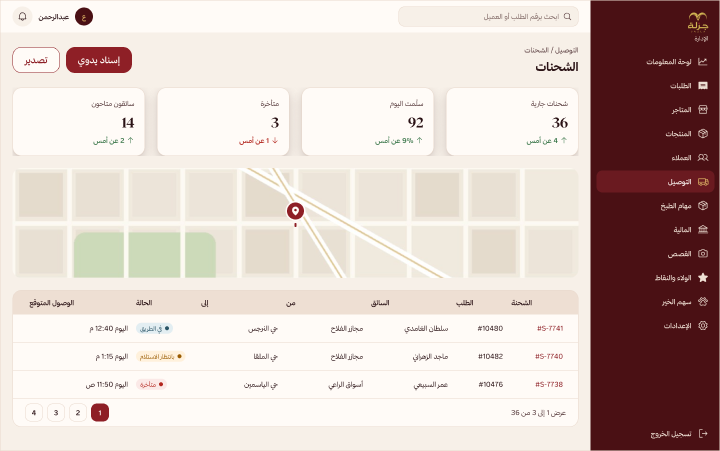 جزلة
الإدارة
لوحة المعلومات
الطلبات
المتاجر
المنتجات
العملاء
التوصيل
مهام الطبخ
المالية
القصص
الولاء والنقاط
سهم الخير
الإعدادات
تسجيل الخروج
ابحث برقم الطلب أو العميل
ع عبدالرحمن
التوصيل / الشحنات
الشحنات
إسناد يدوي تصدير
شحنات جارية
36
↑ 4 عن أمس
سلّمت اليوم
92
↑ 9% عن أمس
متأخرة
3
↓ 1 عن أمس
سائقون متاحون
14
↑ 2 عن أمس
الشحنة الطلب السائق من إلى الحالة الوصول المتوقع
#S-7741 #10480 سلطان الغامدي مجازر الفلاح حي النرجس في الطريق اليوم 12:40 م
#S-7740 #10482 ماجد الزهراني مجازر الفلاح حي الملقا بانتظار الاستلام اليوم 1:15 م
#S-7738 #10476 عمر السبيعي أسواق الراعي حي الياسمين متأخرة اليوم 11:50 ص
عرض 1 إلى 3 من 36
1 2 3 4